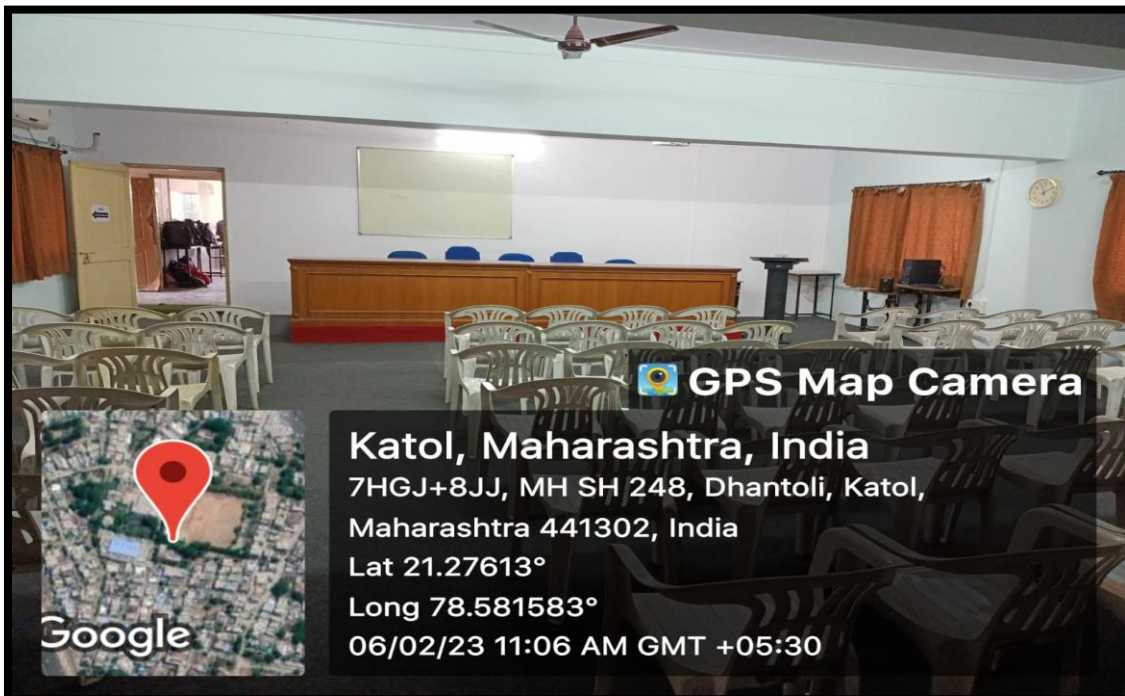 GPS Map Camera
Katol, Maharashtra, India
7HGJ+8JJ, MH SH 248, Dhantoli, Katol,
Maharashtra 441302, India
Lat 21.27613°
Long 78.581583°
06/02/23 11:06 AM GMT +05:30
Google